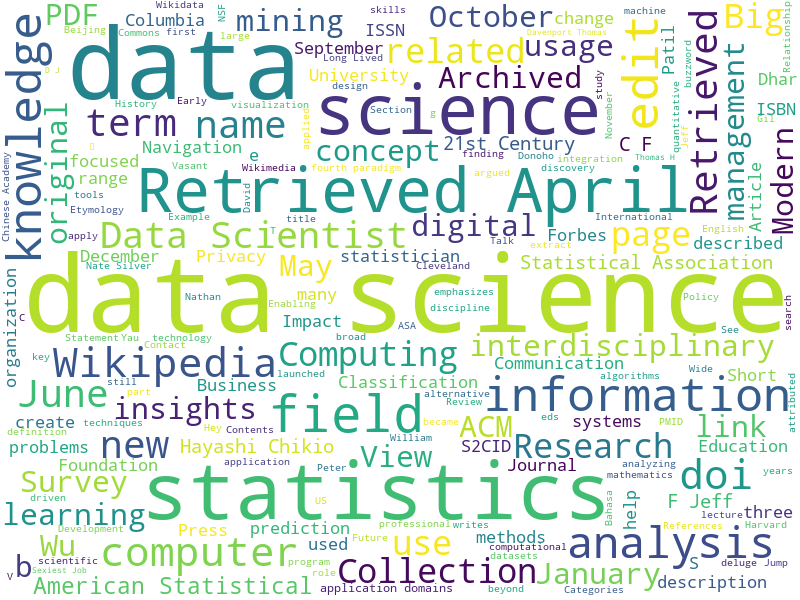 Wikidata
NSF
skills
PDF
Columbia
mining
October
ISSN
change
machine
Big
Beijing
Commons
first
large
September
related
usage
Davenport Thomas
buzzword
Relationship
data
Long Lived
edit
Patil
knowledge
D J
University
Archived
study
Dhar
History
Early
visualization
design
science
Section
g
November
quantitative
Jeff
Retrieved
management
ISBN
Gil
original
term
name
applied
Navigation
e
concept
21st Century
C F
Modern
Chinese Academy
focused
range
Vasant
Wikimedia
finding
Donoho
integration
Thomas H
Article
tools
fourth paradigm
argued
discovery
Etymology
David
Retrieved April
Example
title
International
apply
T
digital
Talk
English
Data Scientist
Forbes
page
described
December
Privacy
May
statistician
extract
Nate Silver
Cleveland
Statistical Association
organization
Nathan
many
data science
emphasizes
Policy
Enabling
discipline
C
Impact
ASA
See
search
Statement
Yau
technology
broad
Contact
Wikipedia
Computing
interdisciplinary
key
Communication
Wide
Short
still
Business
Classification
algorithms
June
part
launched
alternative
information
attributed
insights
field
Review
create
techniques
Hey
became
eds
ACM
link
definition
new
Contents
William
systems
problems
Hayashi Chikio
View
S2CID
Research
PMID
Education
Foundation
application
Peter
Journal
analyzing
mathematics
years
Survey
driven
statistics
doi
US
Bahasa
F Jeff
learning
Development
Press
prediction
professional
writes
help
References
lecture
three
Harvard
Wu
used
Future
use
methods
computational
analysis
b
scientific
computer
program
datasets
S
deluge
Jump
V
Sexiest Job
role
Collection
January
description
American Statistical
application domains
beyond
Categories